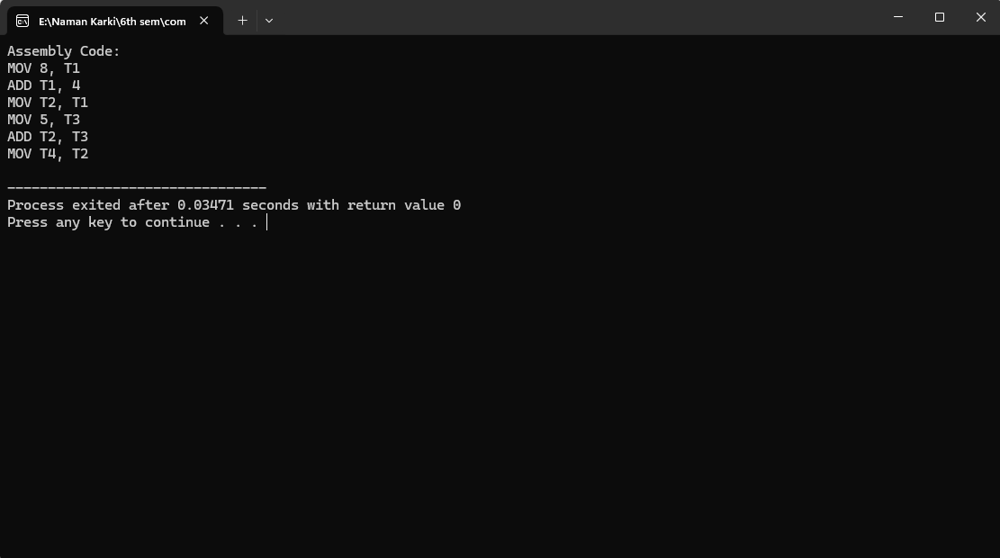 E:\Naman Karki\6th sem\com
Assembly Code:
MOV 8, T1
ADD T1, 4
MOV T2, T1
MOV 5, T3
ADD T2, T3
MOV T4, T2
--------------------------------
Process exited after 0.03471 seconds with return value 0
Press any key to continue . . .